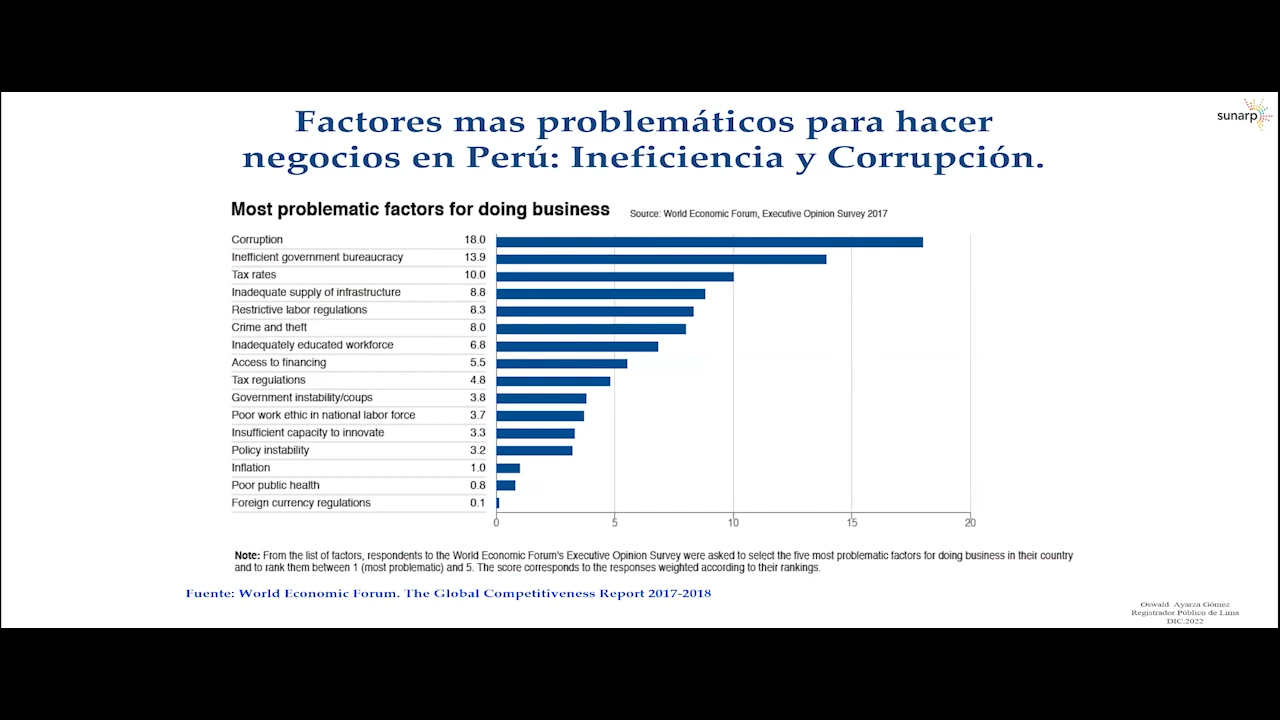 Factores mas problemáticos para hacer
negocios en Perú: Ineficiencia y Corrupción.
sunarp
Most problematic factors for doing business
Source: World Economic Forum, Executive Opinion Survey 2017
Corruption 18.0
Inefficient government bureaucracy 13.9
Tax rates 10.0
Inadequate supply of infrastructure 8.8
Restrictive labor regulations 8.3
Crime and theft 8.0
Inadequately educated workforce 6.8
Access to financing 5.5
Tax regulations 4.8
Government instability/coups 3.8
Poor work ethic in national labor force 3.7
Insufficient capacity to innovate 3.3
Policy instability 3.2
Inflation 1.0
Poor public health 0.8
Foreign currency regulations 0.1
0 5 10 15 20
Note: From the list of factors, respondents to the World Economic Forum's Executive Opinion Survey were asked to select the five most problematic factors for doing business in their country
and to rank them between 1 (most problematic) and 5. The score corresponds to the responses weighted according to their rankings.
Fuente: World Economic Forum. The Global Competitiveness Report 2017-2018
Oswald Ayarza Gómez
Registrador Público de Lima
DIC.2022